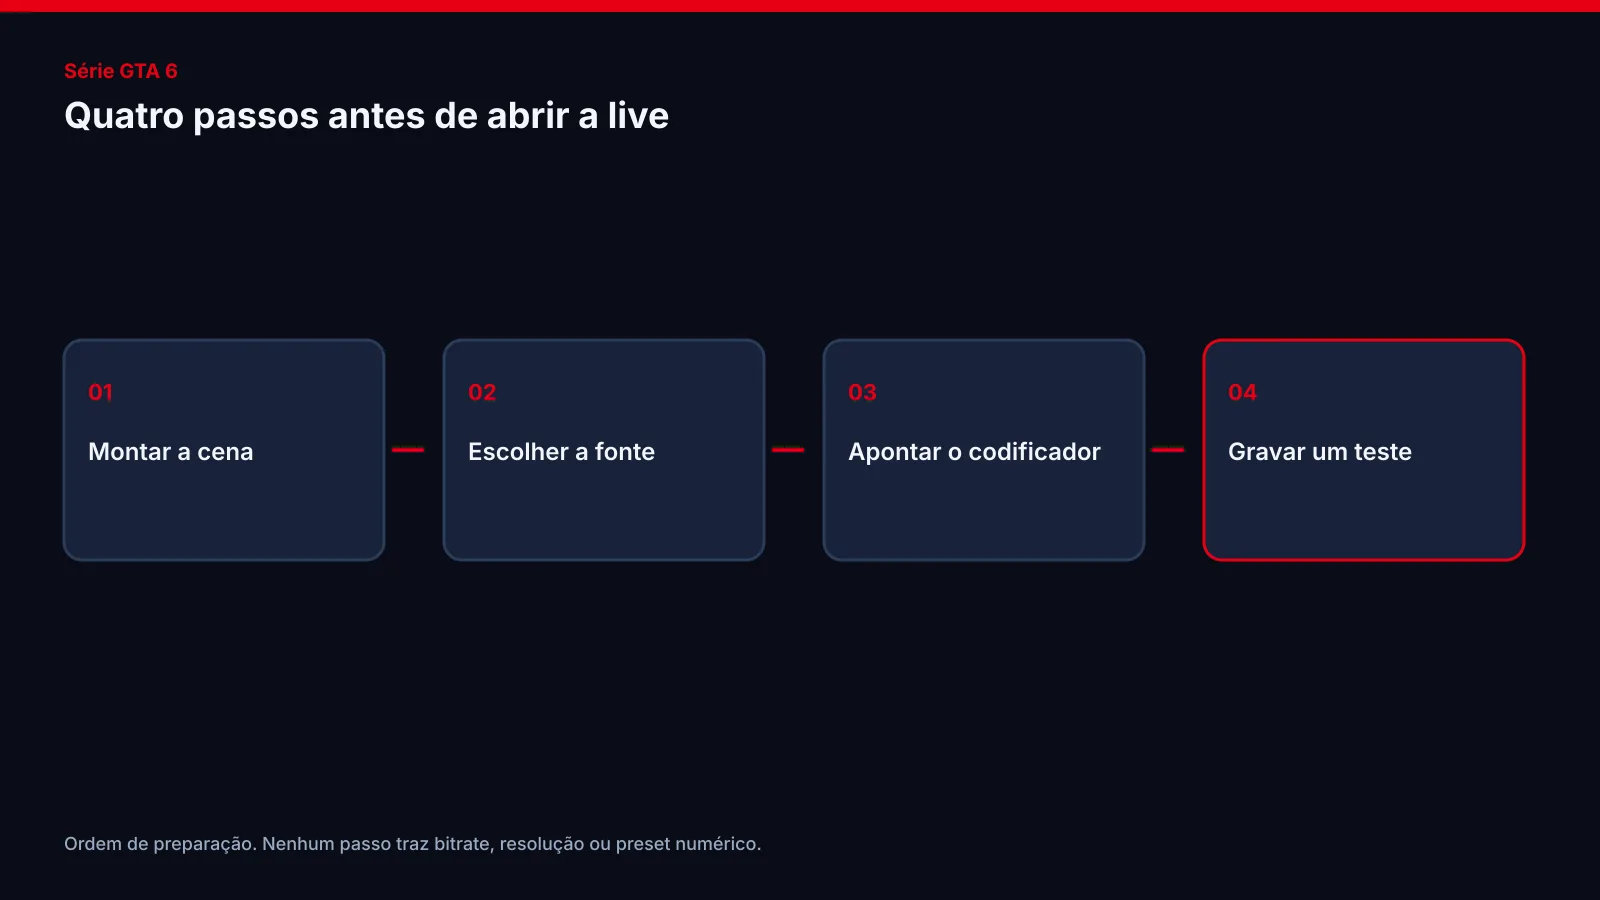 Série GTA 6
Quatro passos antes de abrir a live
01
Montar a cena
02
Escolher a fonte
03
Apontar o codificador
04
Gravar um teste
Ordem de preparação. Nenhum passo traz bitrate, resolução ou preset numérico.